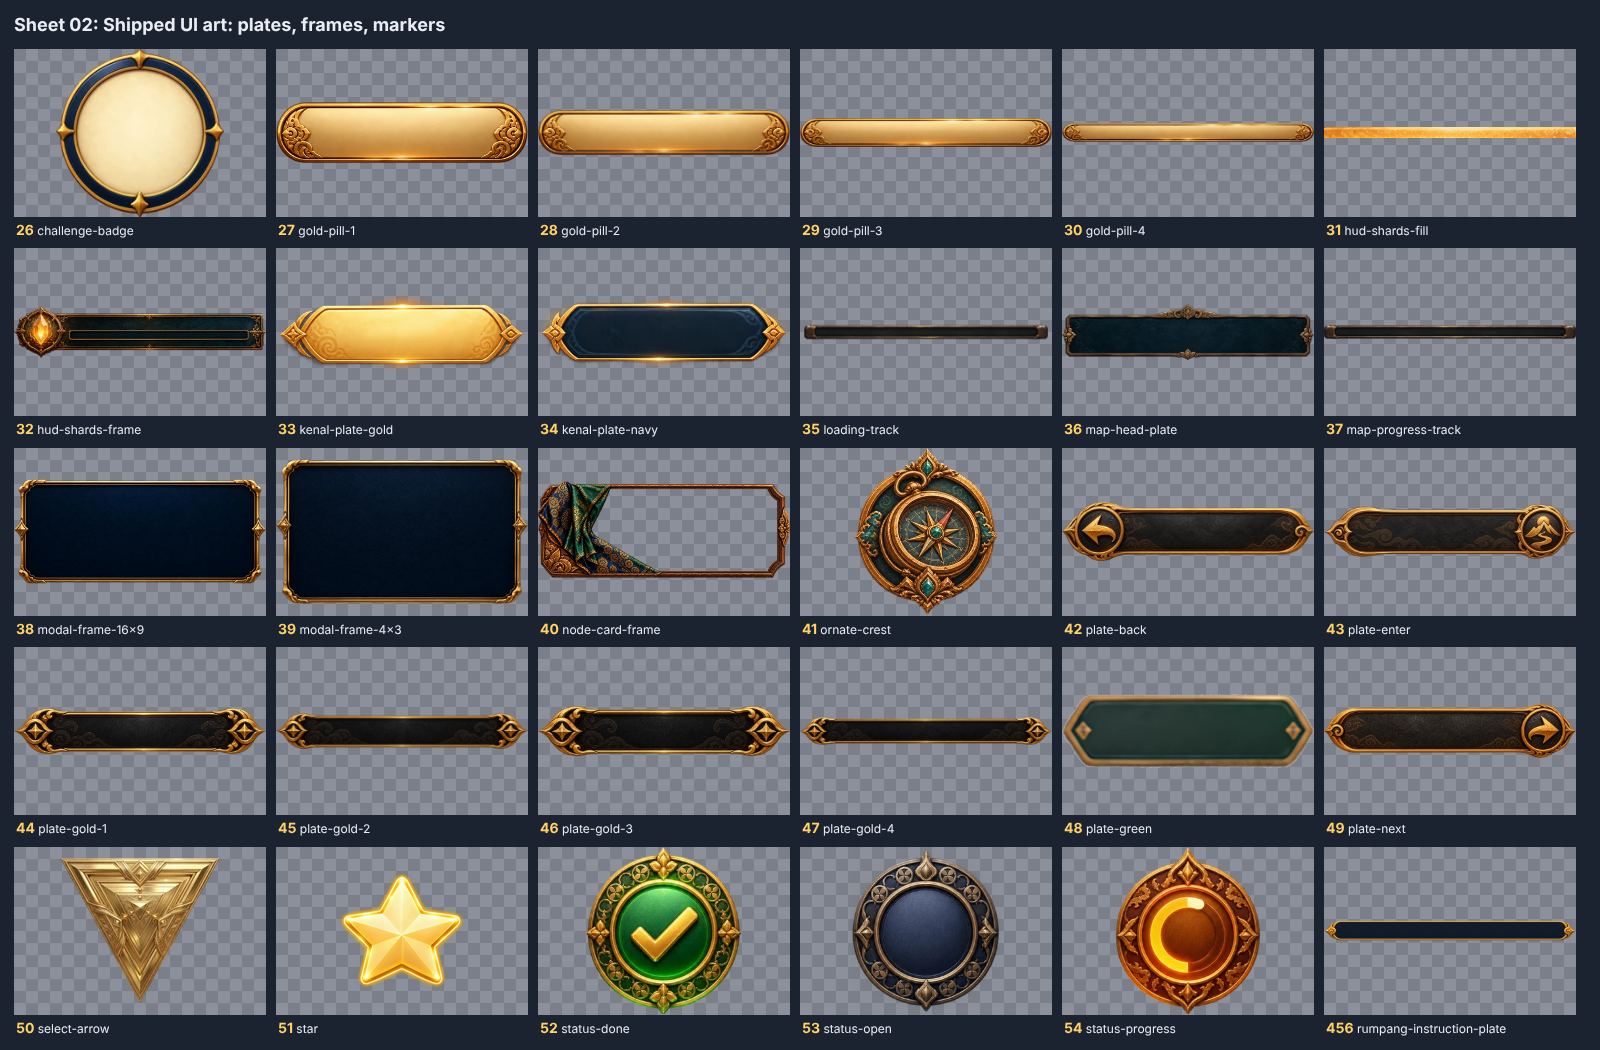 Sheet 02: Shipped UI art: plates, frames, markers
26 challenge-badge
27 gold-pill-1
28 gold-pill-2
29 gold-pill-3
30 gold-pill-4
31 hud-shards-fill
32 hud-shards-frame
33 kenal-plate-gold
34 kenal-plate-navy
35 loading-track
36 map-head-plate
37 map-progress-track
38 modal-frame-16×9
39 modal-frame-4×3
40 node-card-frame
41 ornate-crest
42 plate-back
43 plate-enter
44 plate-gold-1
45 plate-gold-2
46 plate-gold-3
47 plate-gold-4
48 plate-green
49 plate-next
50 select-arrow
51 star
52 status-done
53 status-open
54 status-progress
456 rumpang-instruction-plate